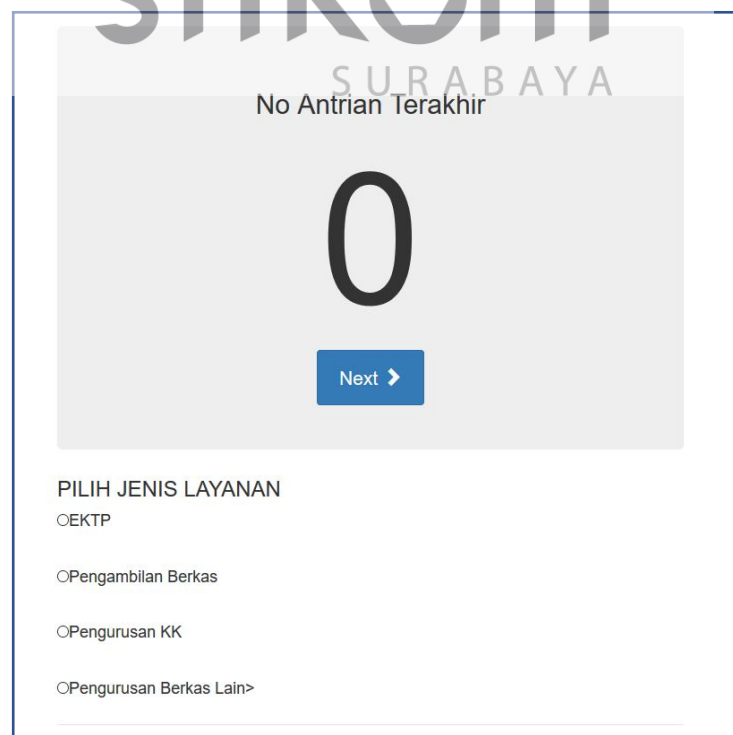 SURABAYA
No Antrian Terakhir
0
Next
PILIH JENIS LAYANAN
EKTP
Pengambilan Berkas
Pengurusan KK
Pengurusan Berkas Lain>